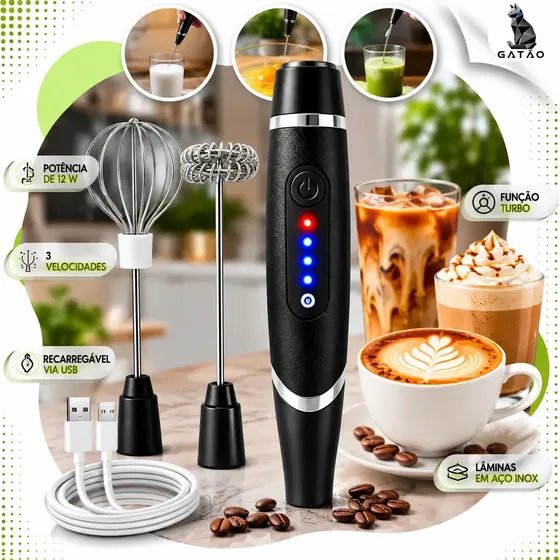 GATÃO
POTÊNCIA
DE 12 W
FUNÇÃO
TURBO
3
VELOCIDADES
RECARREGÁVEL
VIA USB
LÂMINAS
EM AÇO INOX